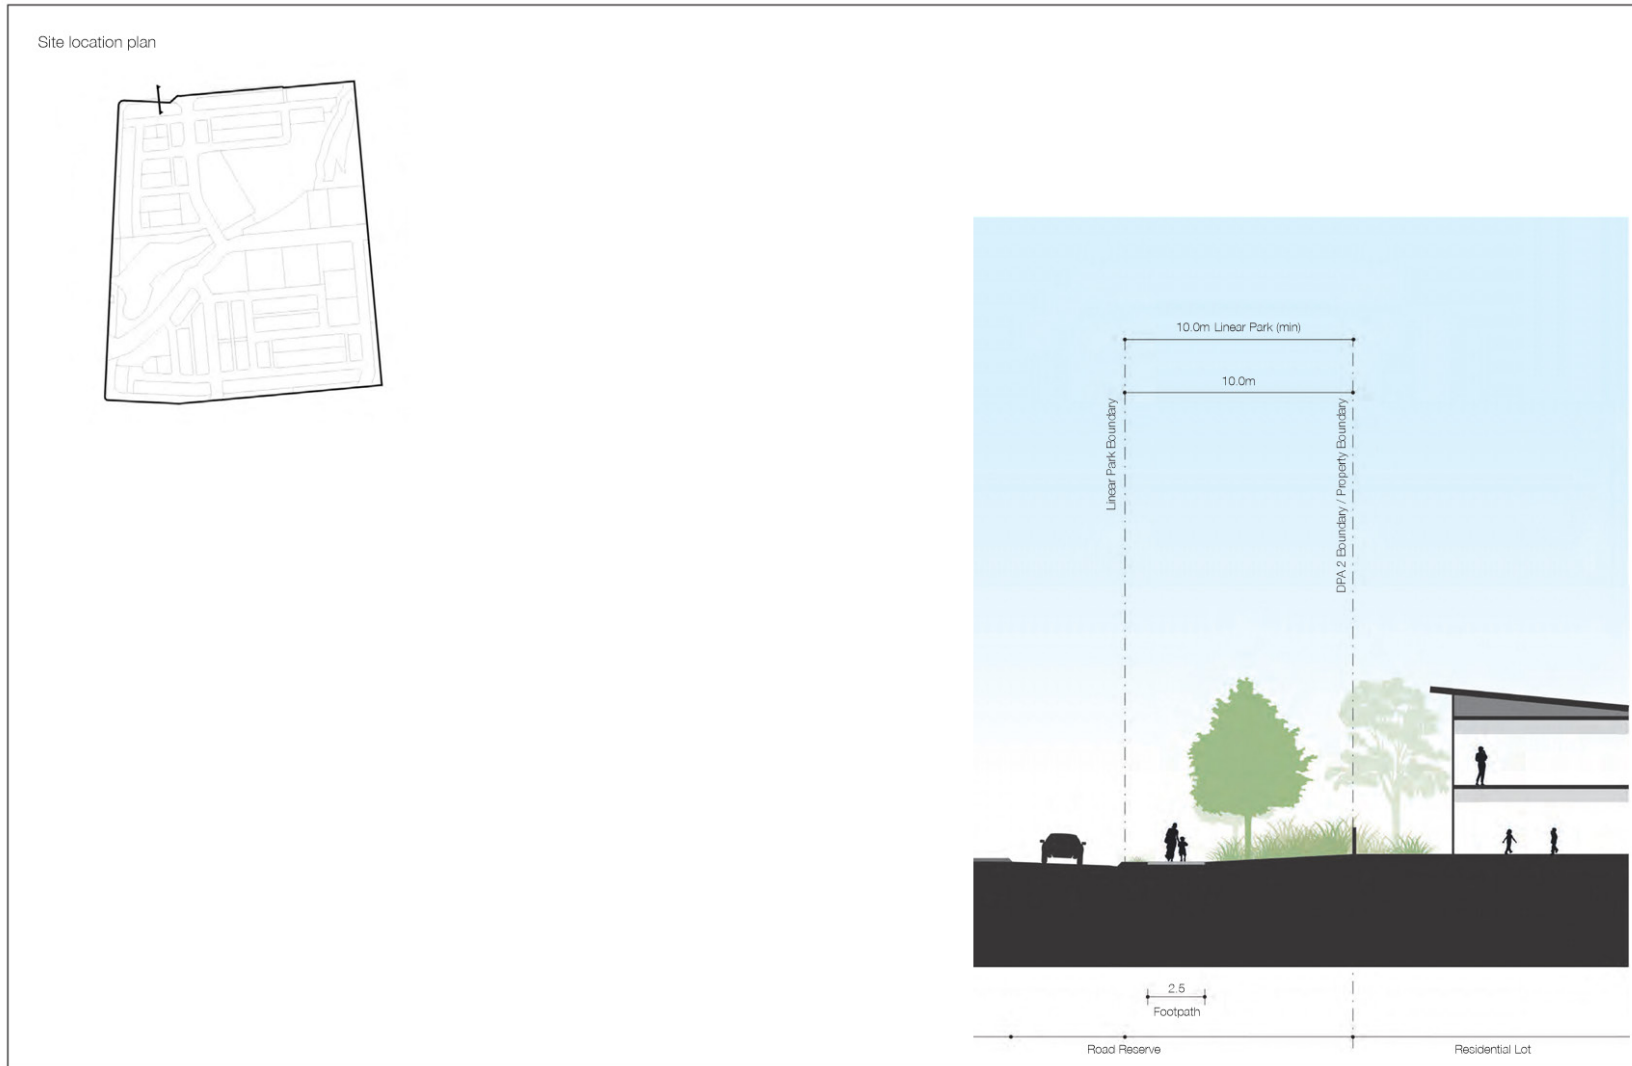 Site location plan
10.0m Linear Park (min)
10.0m
Linear Park Boundary
DPA 2 Boundary / Property Boundary
2.5
Footpath
Road Reserve
Residential Lot